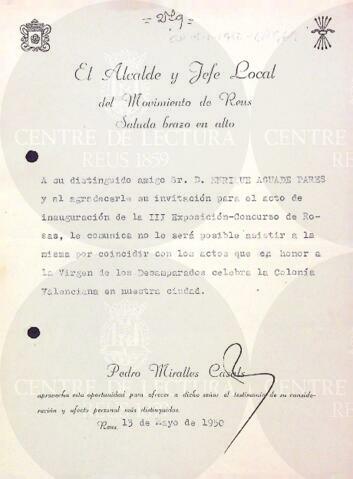 = 259 =
El Alcalde y Jefe Local
del Movimiento de Reus
Saluda brazo en alto
CENTRE DE LECTURA
REUS 1859
A su distinguido amigo Sr. D. ENRIQUE AGUADE PARES
y al agradecerle su invitación para el acto de
inauguración de la III Exposición-Concurso de Ro-
sas, le comunica no le será posible asistir a la
misma por coincidir con los actos que en honor a
la Virgen de los Desamparados celebra la Colonía
Valenciana en nuestra ciudad.
Pedro Miralles Casals
CENTRE DE LECTURA
REUS 1859
aprovecha esta oportunidad para ofrecer a dicho señor el testimonio de su conside-
ración y afecto personal más distinguidos.
Reus, 13 de Mayo de 1950